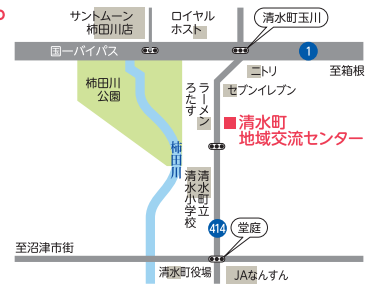 サントムーン
柿田川店
ロイヤル
ホスト
清水町玉川
国一バイパス
1
至箱根
ニトリ
セブンイレブン
柿田川
公園
ラーメン
ろたす
清水町
地域交流センター
柿田川
清水町立
清水小学校
414
堂庭
至沼津市街
清水町役場
JAなんすん